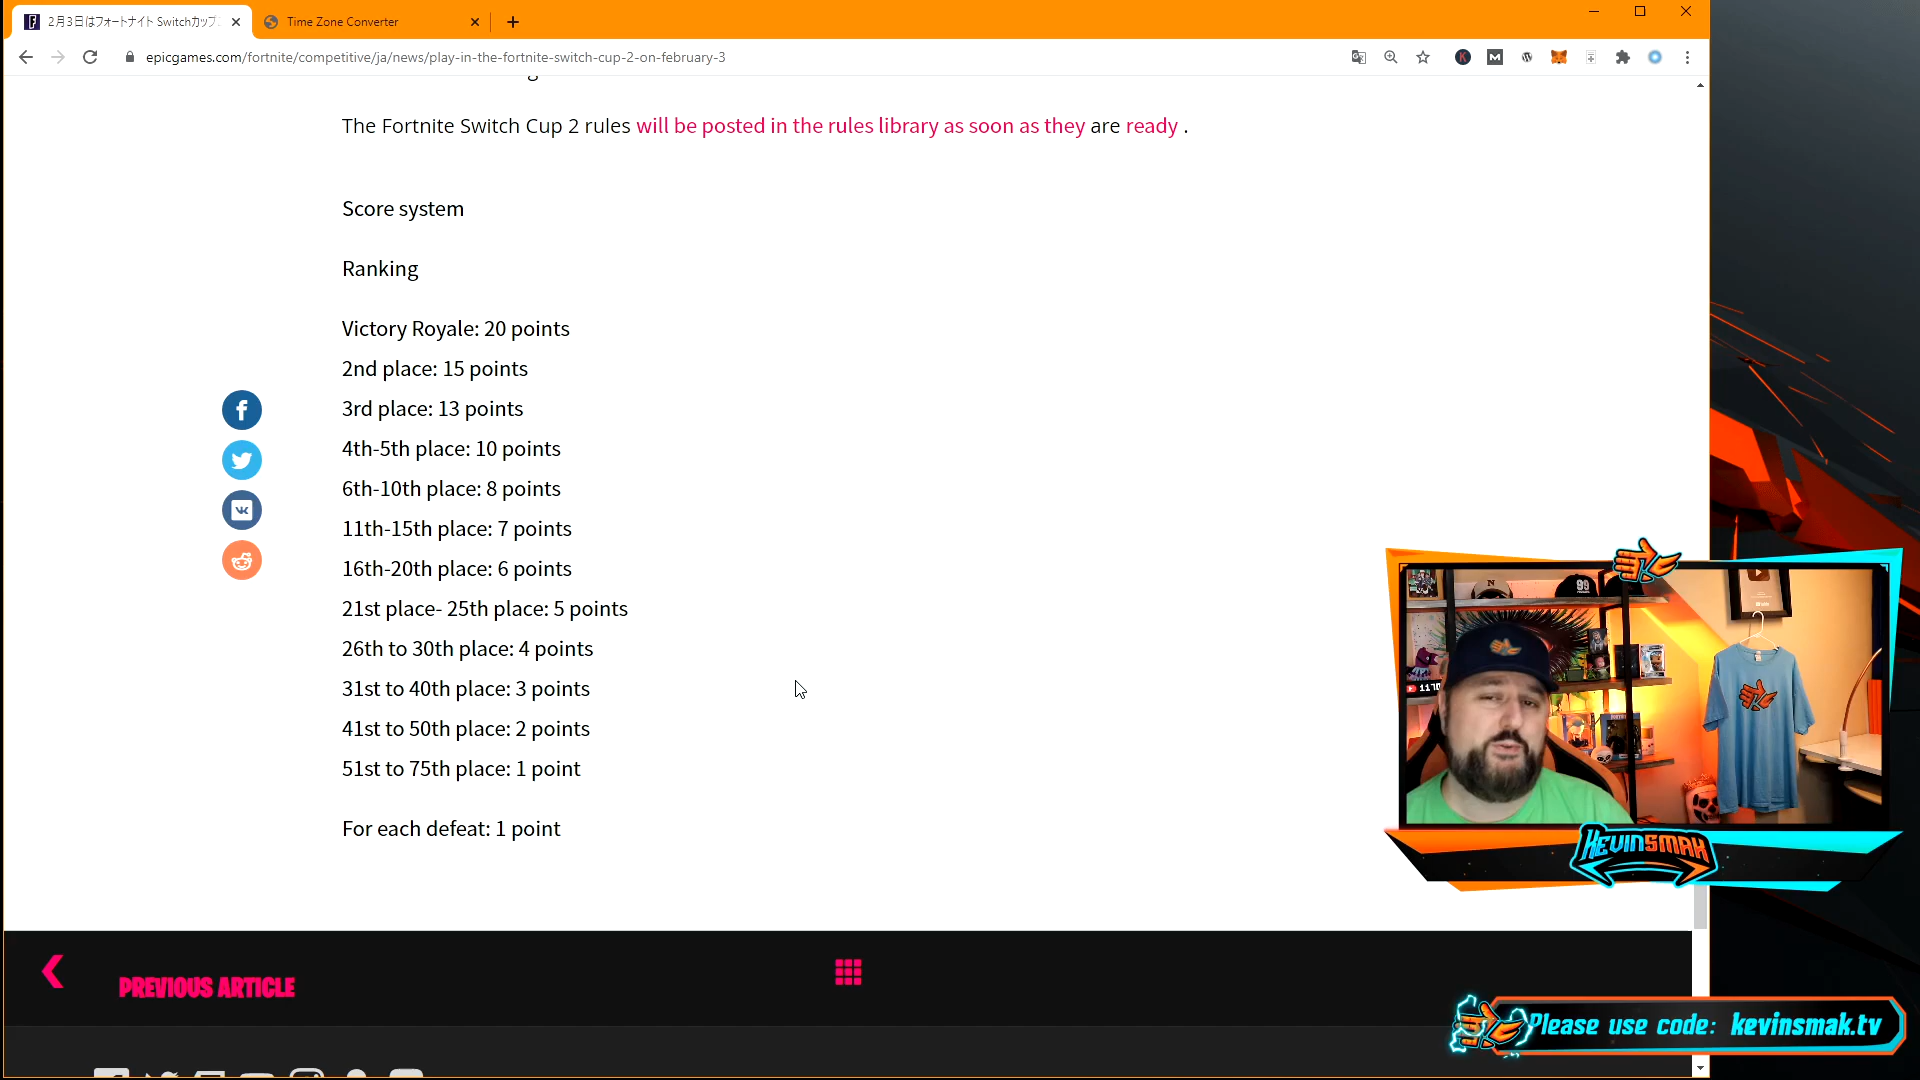 2月3日はフォートナイト Switchカップ
Time Zone Converter
epicgames.com/fortnite/competitive/ja/news/play-in-the-fortnite-switch-cup-2-on-february-3
The Fortnite Switch Cup 2 rules will be posted in the rules library as soon as they are ready .
Score system
Ranking
Victory Royale: 20 points
2nd place: 15 points
3rd place: 13 points
4th-5th place: 10 points
6th-10th place: 8 points
11th-15th place: 7 points
16th-20th place: 6 points
21st place- 25th place: 5 points
26th to 30th place: 4 points
31st to 40th place: 3 points
41st to 50th place: 2 points
51st to 75th place: 1 point
For each defeat: 1 point
PREVIOUS ARTICLE
99
1170
KEVINSMAK
Please use code: kevinsmak.tv